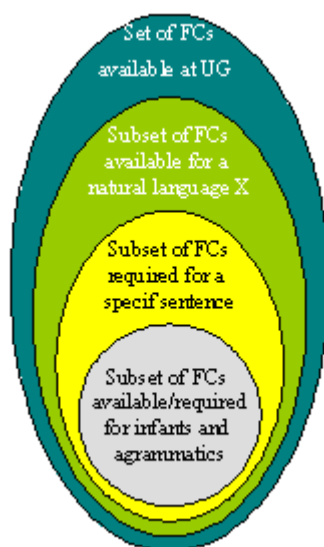 Set of FCs
available at UG
Subset of FCs
available for a
natural language X
Subset of FCs
required for a
specif sentence
Subset of FCs
available/required
for infants and
agrammatics